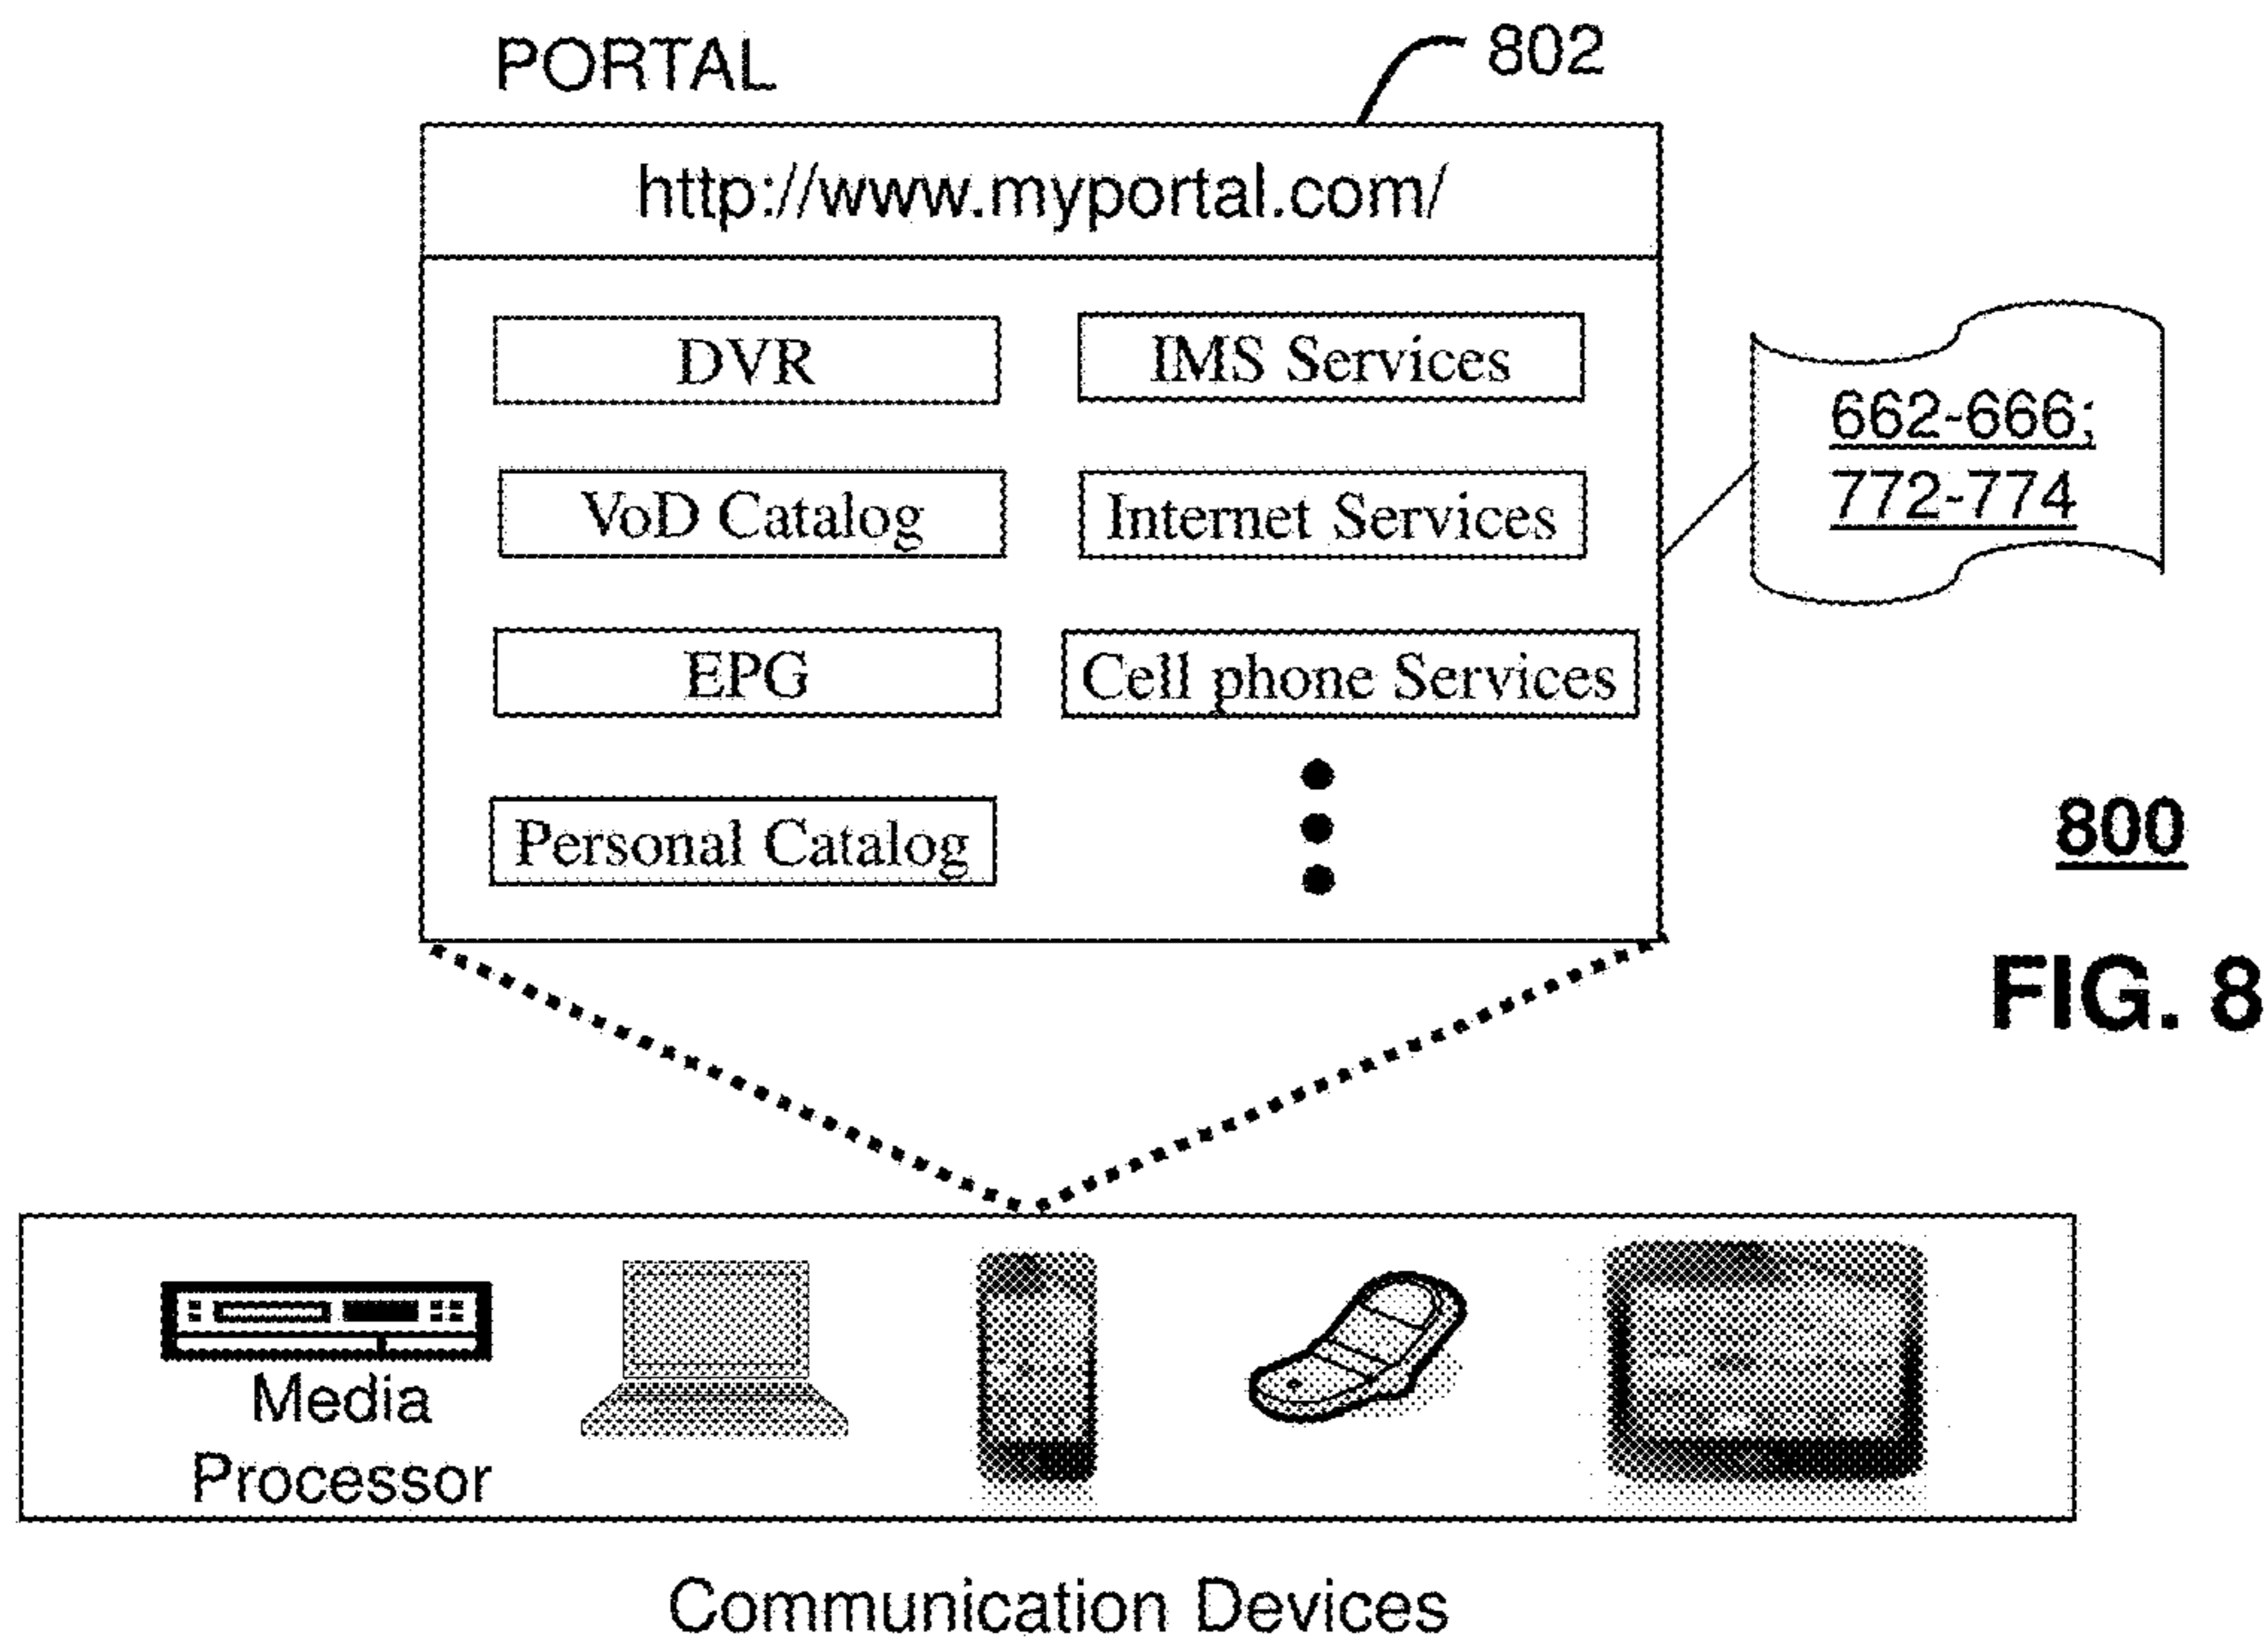 PORTAL
802
http://www.myportal.com/
DVR
IMS Services
VoD Catalog
Internet Services
EPG
Cell phone Services
Personal Catalog
662-666;
772-774
800
FIG. 8
Media
Processor
Communication Devices